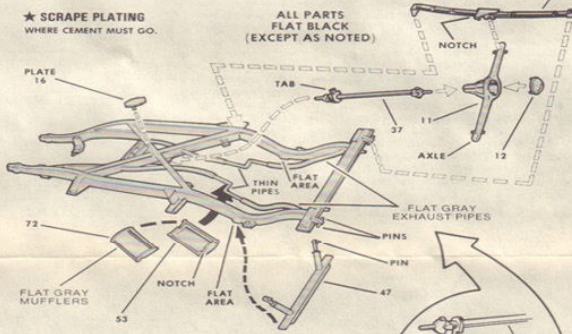 ★ SCRAPE PLATING
WHERE CEMENT MUST GO.
ALL PARTS
FLAT BLACK
(EXCEPT AS NOTED)
NOTCH
PLATE
16
TAB
37
11
12
AXLE
THIN
PIPES
FLAT
AREA
FLAT GRAY
EXHAUST PIPES
72
PINS
PIN
NOTCH
FLAT GRAY
MUFFLERS
53
FLAT
AREA
47